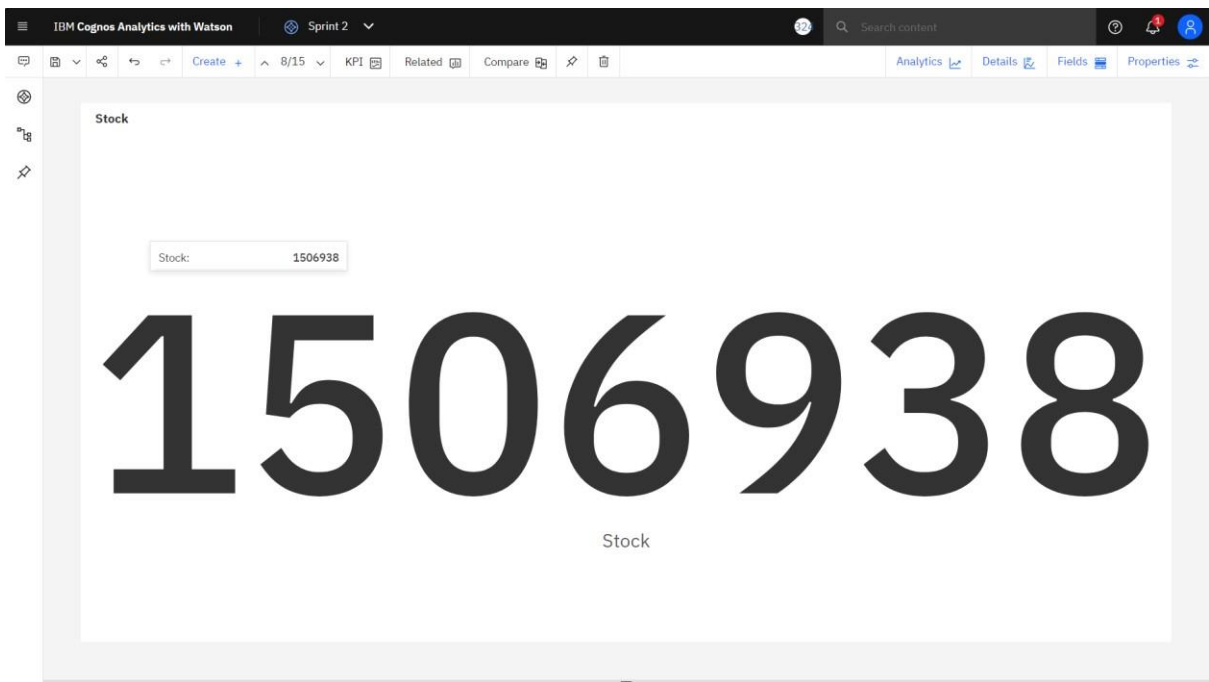 IBM Cognos Analytics with Watson Sprint 2 Search content 1
Create + 8/15 KPI Related Compare Analytics Details Fields Properties
Stock
Stock: 1506938
1506938
Stock